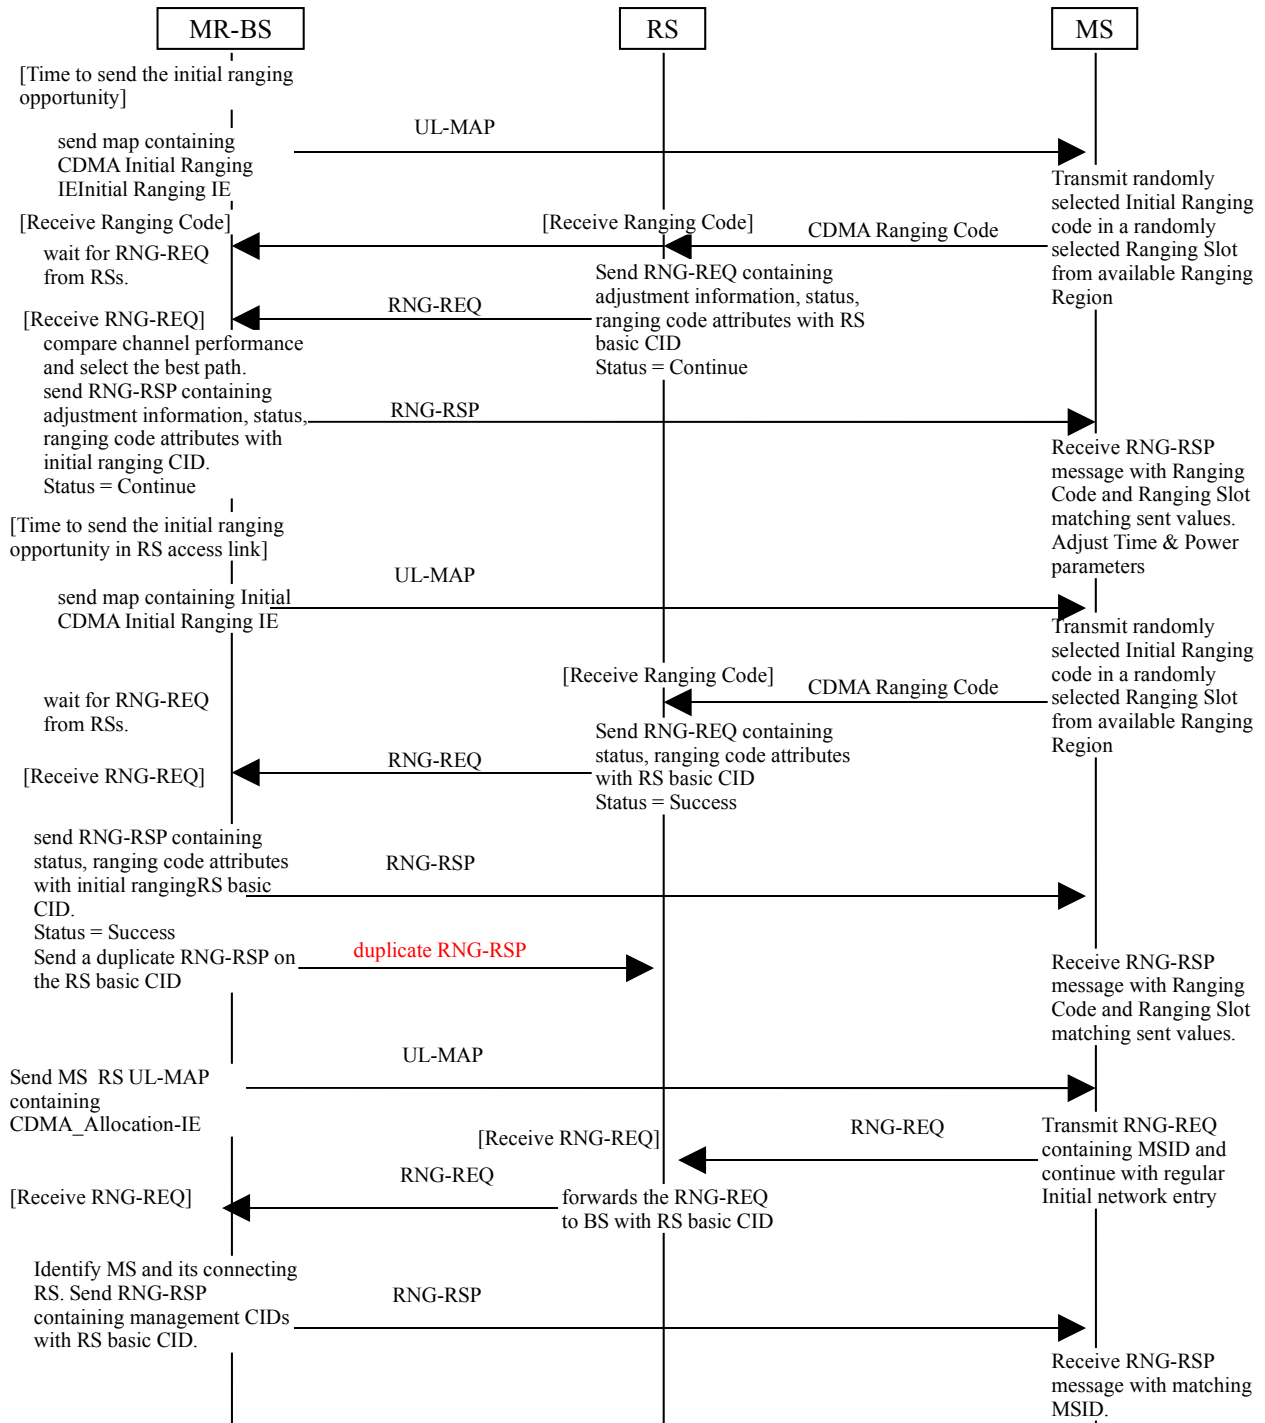 MR-BS
RS
MS
[Time to send the initial ranging
opportunity]
UL-MAP
send map containing
CDMA Initial Ranging
IEInitial Ranging IE
Transmit randomly
selected Initial Ranging
code in a randomly
selected Ranging Slot
from available Ranging
Region
[Receive Ranging Code]
[Receive Ranging Code]
CDMA Ranging Code
wait for RNG-REQ
from RSs.
Send RNG-REQ containing
adjustment information, status,
ranging code attributes with RS
basic CID
Status = Continue
RNG-REQ
[Receive RNG-REQ]
compare channel performance
and select the best path.
send RNG-RSP containing
adjustment information, status,
ranging code attributes with
initial ranging CID.
Status = Continue
RNG-RSP
Receive RNG-RSP
message with Ranging
Code and Ranging Slot
matching sent values.
Adjust Time & Power
parameters
[Time to send the initial ranging
opportunity in RS access link]
UL-MAP
send map containing Initial
CDMA Initial Ranging IE
Transmit randomly
selected Initial Ranging
code in a randomly
selected Ranging Slot
from available Ranging
Region
[Receive Ranging Code]
CDMA Ranging Code
wait for RNG-REQ
from RSs.
Send RNG-REQ containing
status, ranging code attributes
with RS basic CID
Status = Success
RNG-REQ
[Receive RNG-REQ]
send RNG-RSP containing
status, ranging code attributes
with initial rangingRS basic
CID.
Status = Success
Send a duplicate RNG-RSP on
the RS basic CID
RNG-RSP
duplicate RNG-RSP
Receive RNG-RSP
message with Ranging
Code and Ranging Slot
matching sent values.
UL-MAP
Send MS  RS UL-MAP
containing
CDMA_Allocation-IE
RNG-REQ
Transmit RNG-REQ
containing MSID and
continue with regular
Initial network entry
[Receive RNG-REQ]
RNG-REQ
[Receive RNG-REQ]
forwards the RNG-REQ
to BS with RS basic CID
Identify MS and its connecting
RS. Send RNG-RSP
containing management CIDs
with RS basic CID.
RNG-RSP
Receive RNG-RSP
message with matching
MSID.